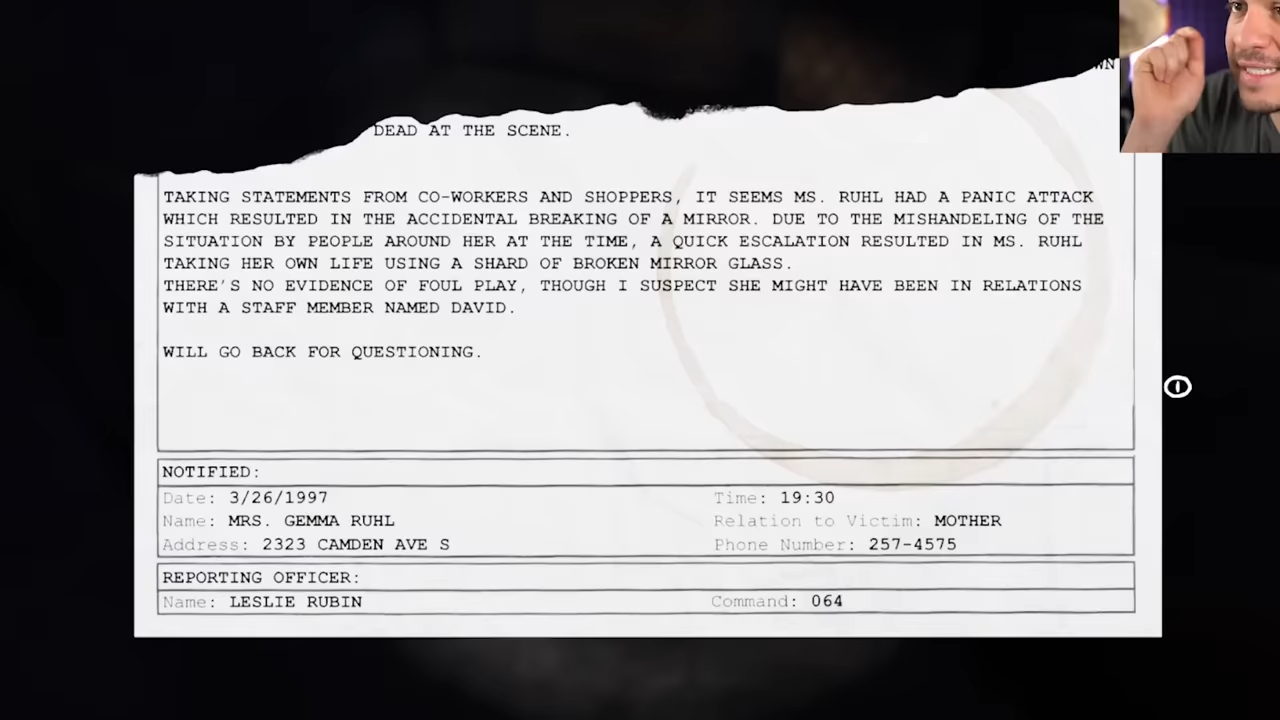 WN
DEAD AT THE SCENE.
TAKING STATEMENTS FROM CO-WORKERS AND SHOPPERS, IT SEEMS MS. RUHL HAD A PANIC ATTACK
WHICH RESULTED IN THE ACCIDENTAL BREAKING OF A MIRROR. DUE TO THE MISHANDELING OF THE
SITUATION BY PEOPLE AROUND HER AT THE TIME, A QUICK ESCALATION RESULTED IN MS. RUHL
TAKING HER OWN LIFE USING A SHARD OF BROKEN MIRROR GLASS.
THERE'S NO EVIDENCE OF FOUL PLAY, THOUGH I SUSPECT SHE MIGHT HAVE BEEN IN RELATIONS
WITH A STAFF MEMBER NAMED DAVID.
WILL GO BACK FOR QUESTIONING.
NOTIFIED:
Date: 3/26/1997 Time: 19:30
Name: MRS. GEMMA RUHL Relation to Victim: MOTHER
Address: 2323 CAMDEN AVE S Phone Number: 257-4575
REPORTING OFFICER:
Name: LESLIE RUBIN Command: 064